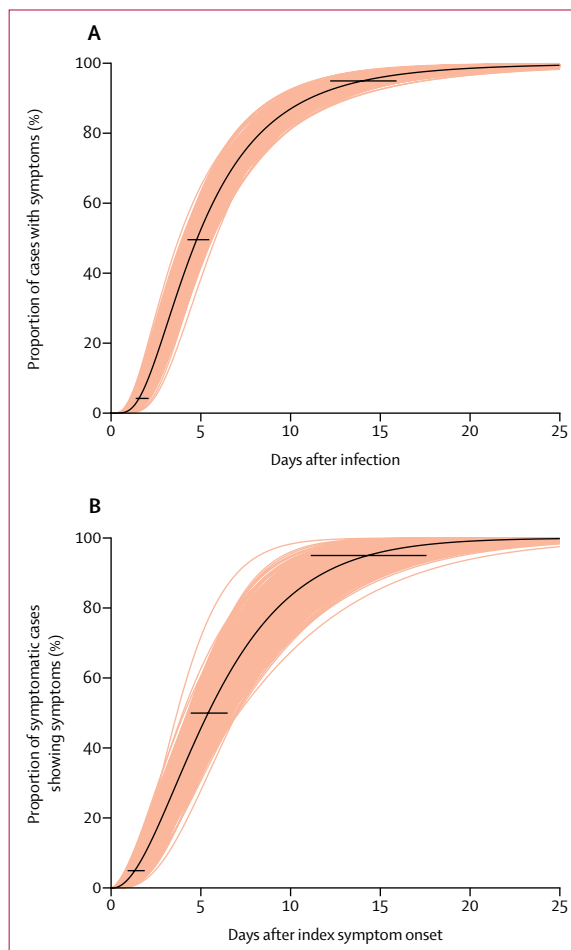 A
Proportion of cases with symptoms (%)
100
80
60
40
20
0
0 5 10 15 20 25
Days after infection
B
Proportion of symptomatic cases
showing symptoms (%)
100
80
60
40
20
0
0 5 10 15 20 25
Days after index symptom onset